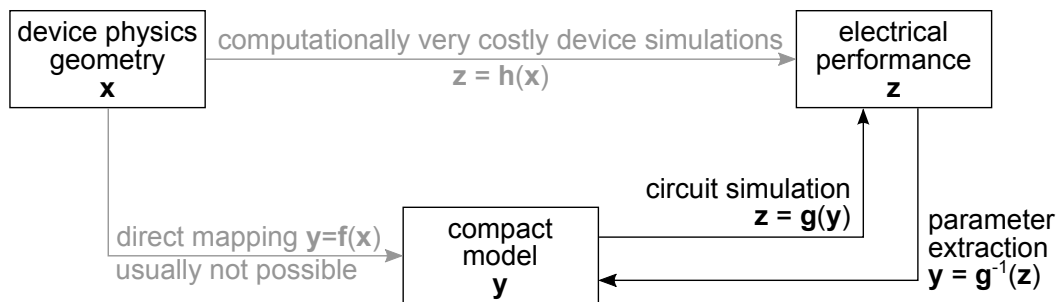 device physics
geometry
x
computationally very costly device simulations
z = h(x)
electrical
performance
z
circuit simulation
z = g(y)
parameter
extraction
y = g⁻¹(z)
direct mapping y=f(x)
usually not possible
compact
model
y